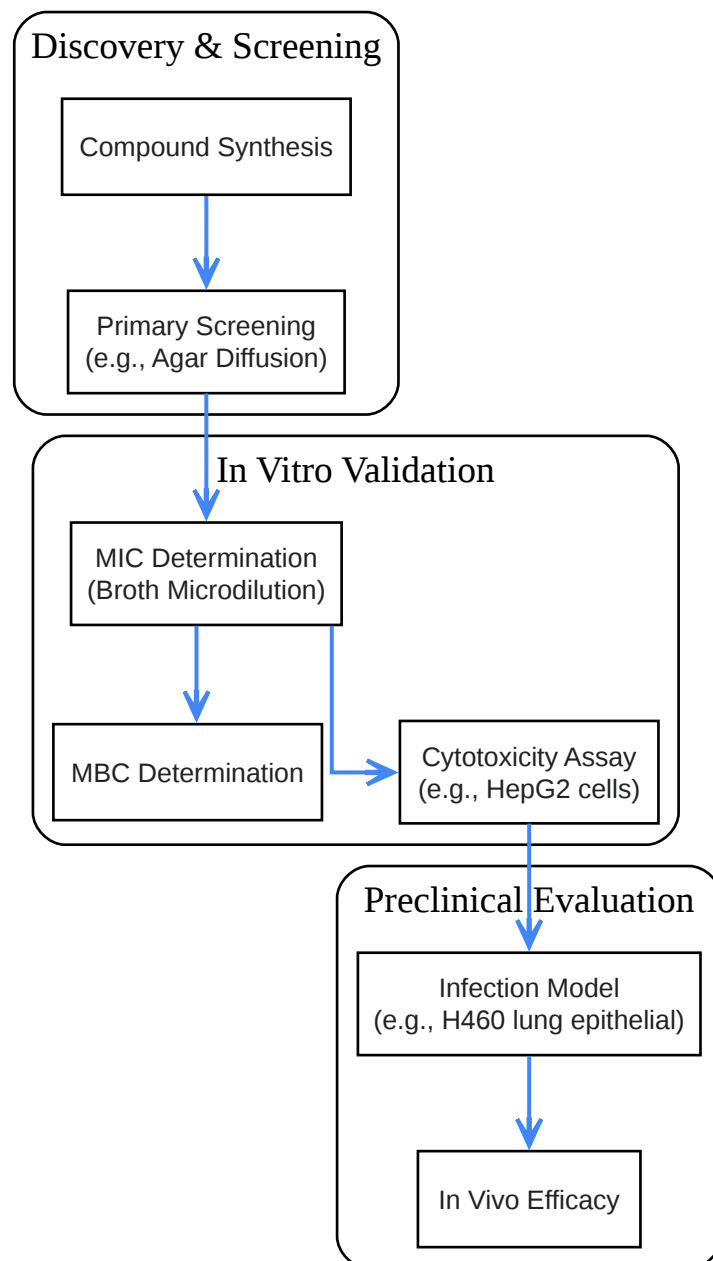 Discovery & Screening
Compound Synthesis
Primary Screening
(e.g., Agar Diffusion)
In Vitro Validation
MIC Determination
(Broth Microdilution)
MBC Determination
Cytotoxicity Assay
(e.g., HepG2 cells)
Preclinical Evaluation
Infection Model
(e.g., H460 lung epithelial)
In Vivo Efficacy